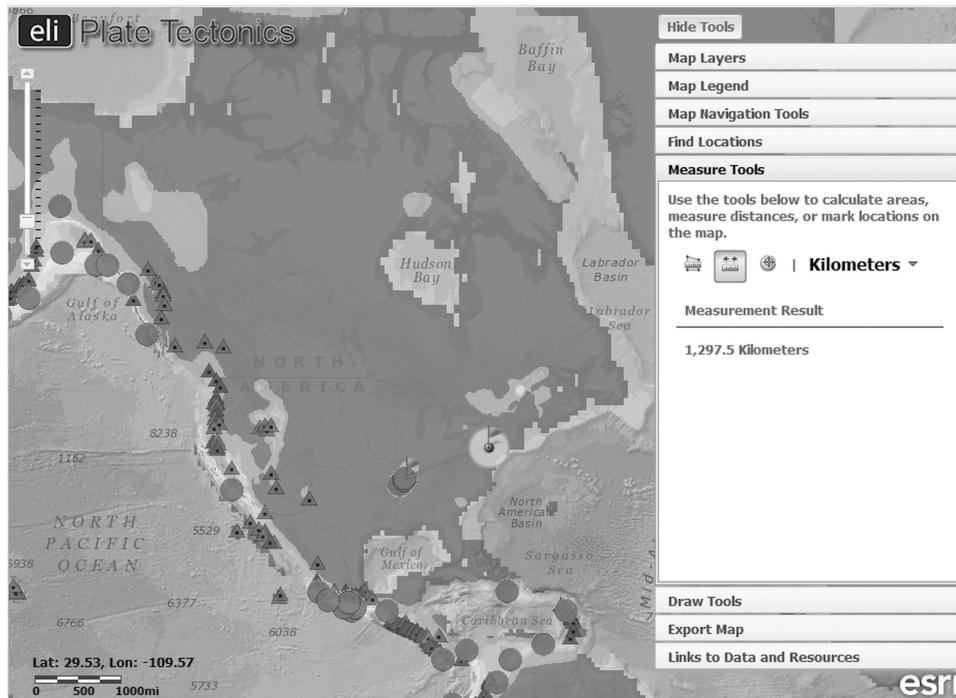 eli Plate Tectonics
Beaufort
Baffin
Bay
Hudson
Bay
Labrador
Basin
Labrador
Sea
Gulf of
Alaska
NORTH
AMERICA
8238
1152
5529
NORTH
PACIFIC
OCEAN
5938
6377
6766
6038
5733
North
American
Basin
Sargasso
Sea
Gulf of
Mexico
Caribbean Sea
Mid-A
Lat: 29.53, Lon: -109.57
0 500 1000mi
Hide Tools
Map Layers
Map Legend
Map Navigation Tools
Find Locations
Measure Tools
Use the tools below to calculate areas,
measure distances, or mark locations on
the map.
| Kilometers
Measurement Result
1,297.5 Kilometers
Draw Tools
Export Map
Links to Data and Resources
esri